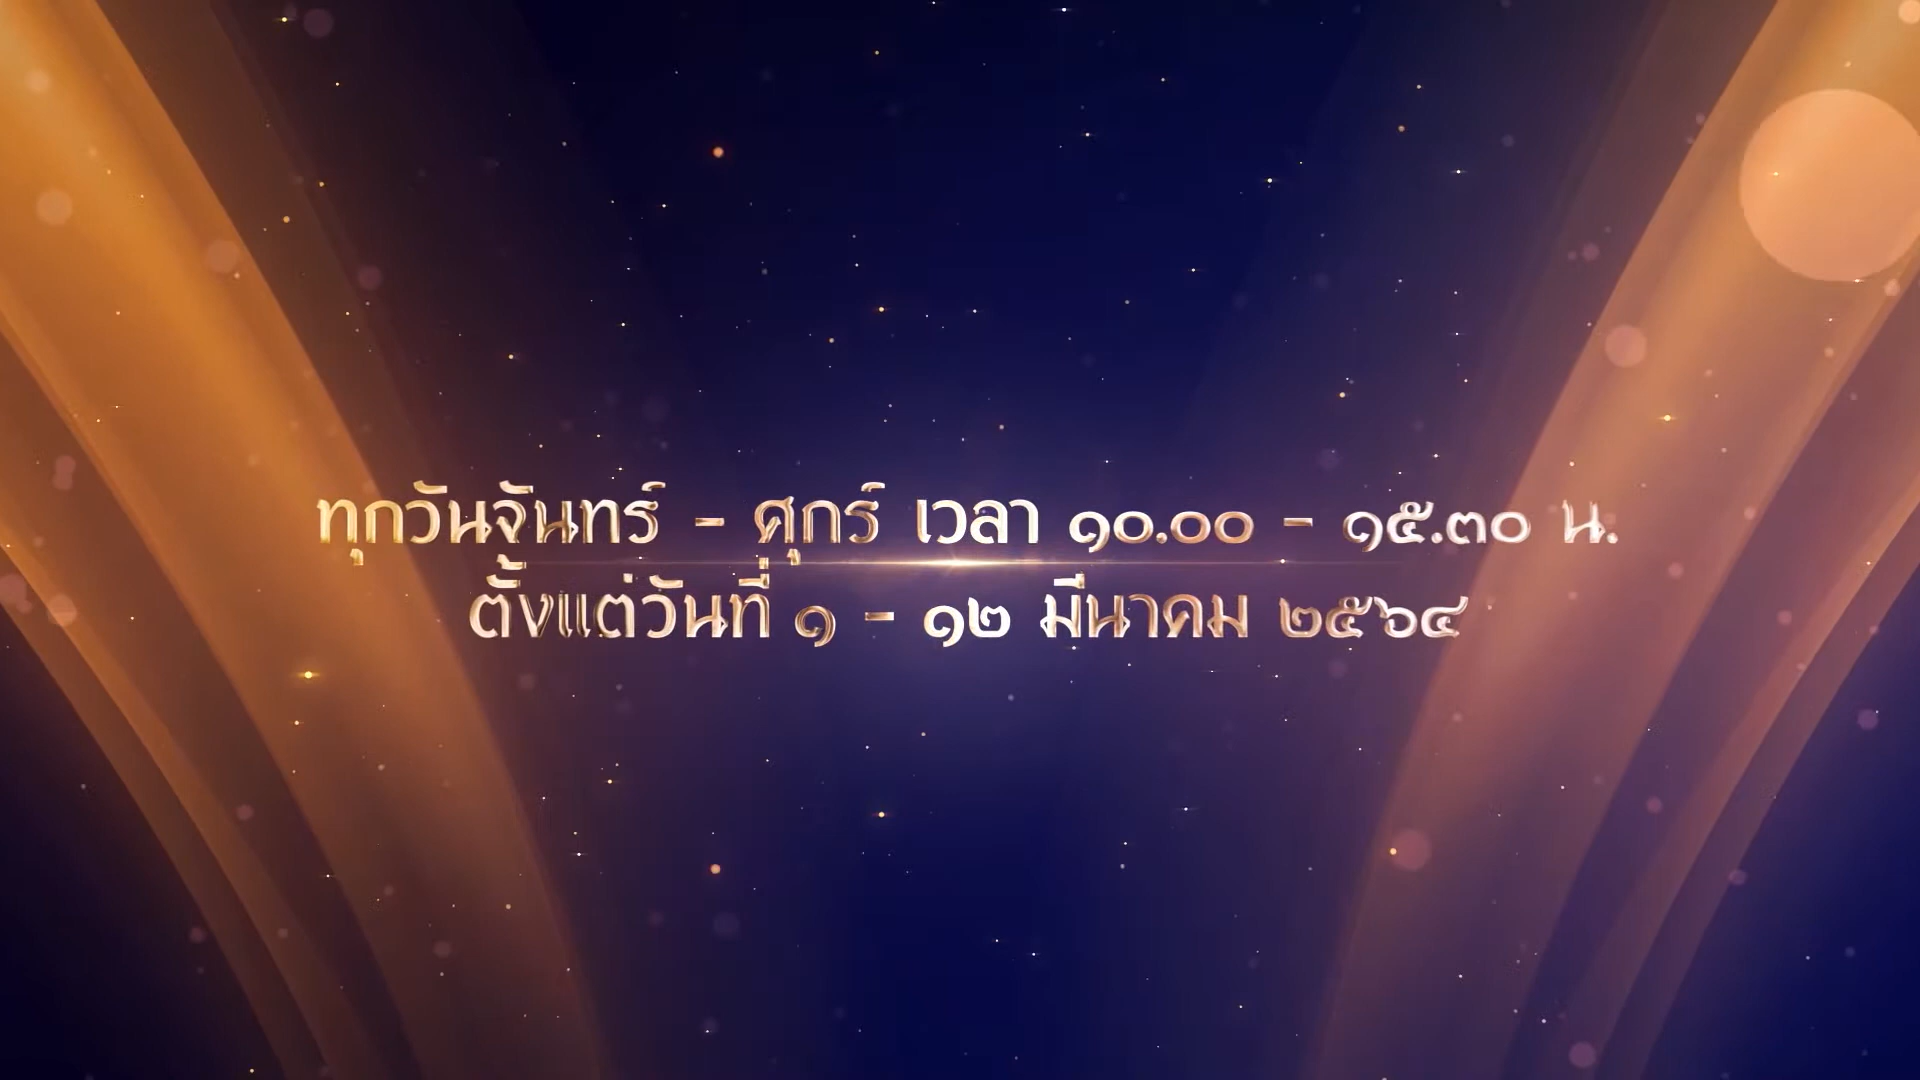 ทุกวันจันทร์ - ศุกร์ เวลา ๑๐.๐๐ - ๑๕.๓๐ น.
ตั้งแต่วันที่ ๑ - ๑๒ มีนาคม ๒๕๖๔